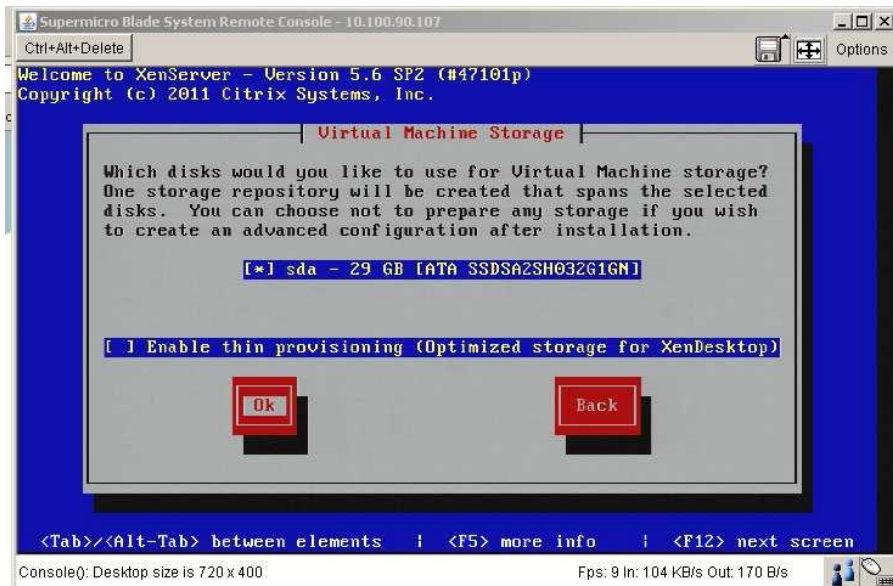 Supermicro Blade System Remote Console - 10.100.90.107
Ctrl+Alt+Delete
Options
Welcome to XenServer - Version 5.6 SP2 (#47101p)
Copyright (c) 2011 Citrix Systems, Inc.
Virtual Machine Storage
Which disks would you like to use for Virtual Machine storage?
One storage repository will be created that spans the selected
disks.  You can choose not to prepare any storage if you wish
to create an advanced configuration after installation.
[*] sda - 29 GB [ATA SSDSA2SH032G1GN]
[ ] Enable thin provisioning (Optimized storage for XenDesktop)
Ok Back
<Tab>/<Alt-Tab> between elements | <F5> more info | <F12> next screen
Console(): Desktop size is 720 x 400 Fps: 9 In: 104 KB/s Out: 170 B/s